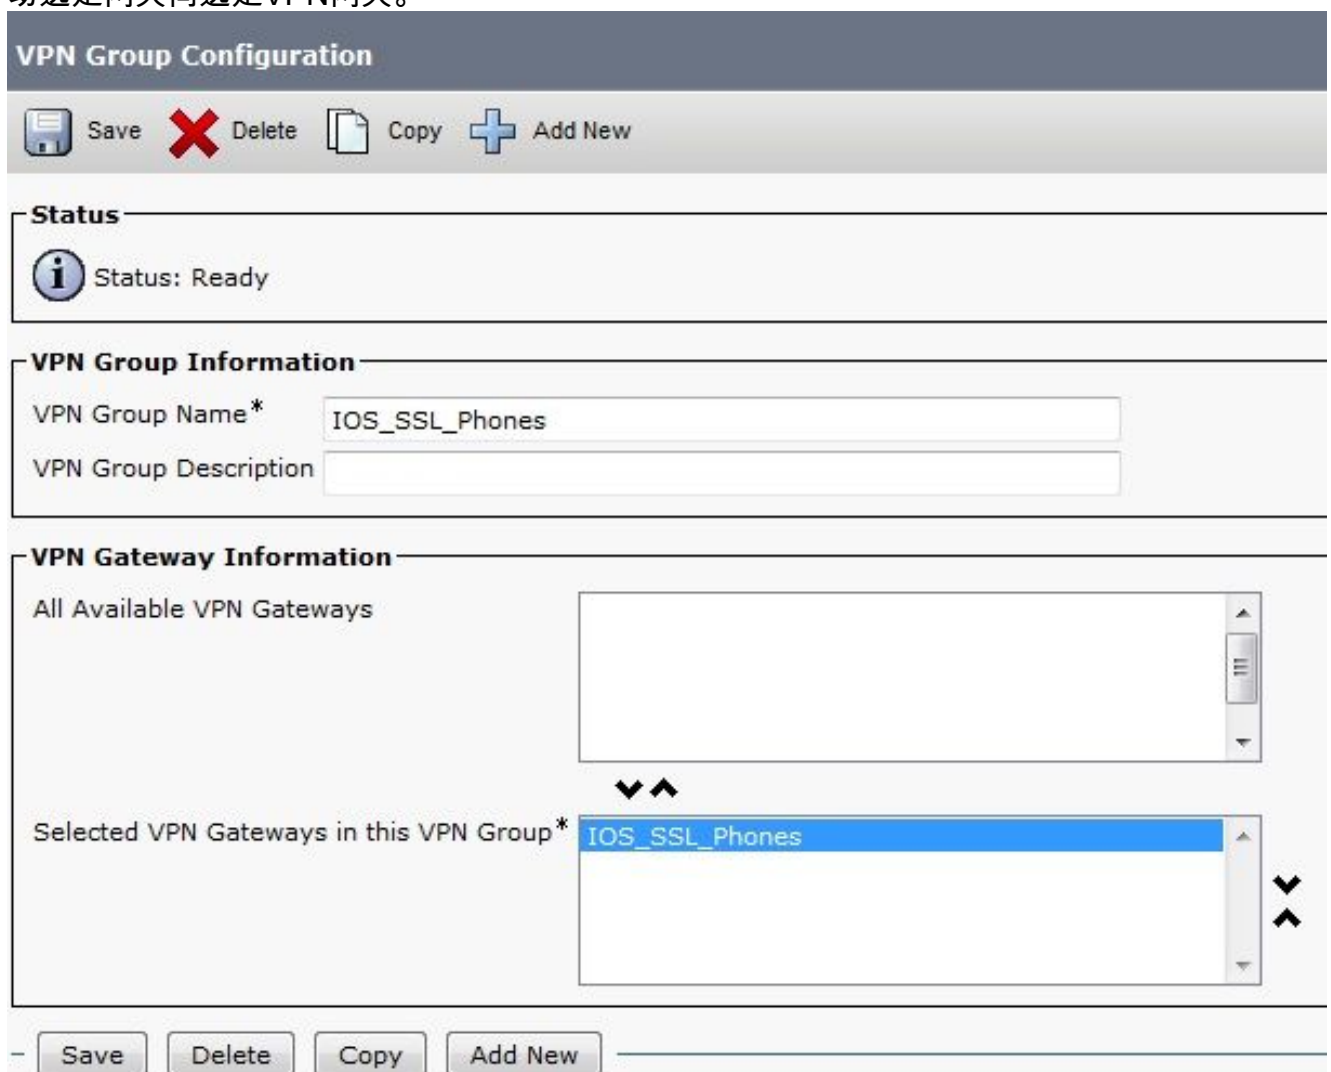 VPN Group Configuration
Save Delete Copy Add New
Status
Status: Ready
VPN Group Information
VPN Group Name*
IOS_SSL_Phones
VPN Group Description
VPN Gateway Information
All Available VPN Gateways
Selected VPN Gateways in this VPN Group*
IOS_SSL_Phones
Save Delete Copy Add New